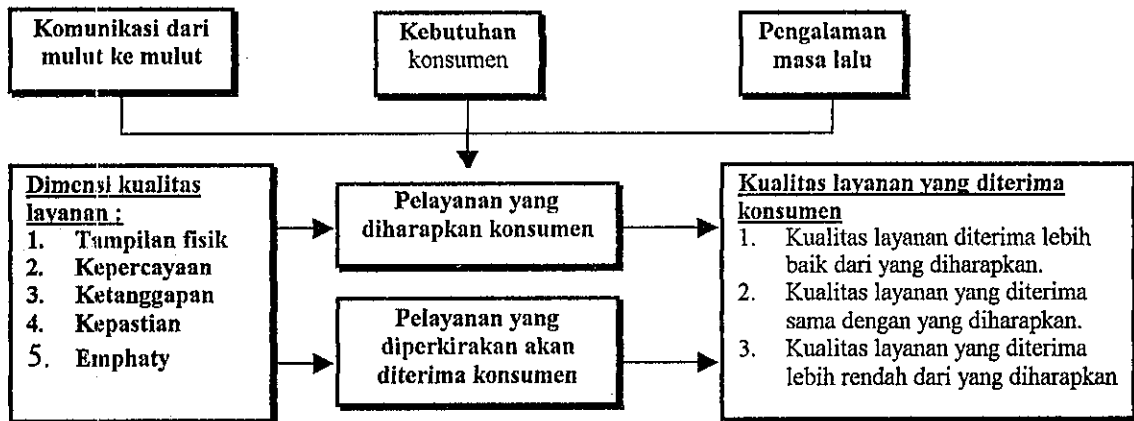 Komunikasi dari
mulut ke mulut
Kebutuhan
konsumen
Pengalaman
masa lalu
Dimensi kualitas
layanan :
1. Tampilan fisik
2. Kepercayaan
3. Ketanggapan
4. Kepastian
5. Emphaty
Pelayanan yang
diharapkan konsumen
Pelayanan yang
diperkirakan akan
diterima konsumen
Kualitas layanan yang diterima
konsumen
1. Kualitas layanan diterima lebih
baik dari yang diharapkan.
2. Kualitas layanan yang diterima
sama dengan yang diharapkan.
3. Kualitas layanan yang diterima
lebih rendah dari yang diharapkan